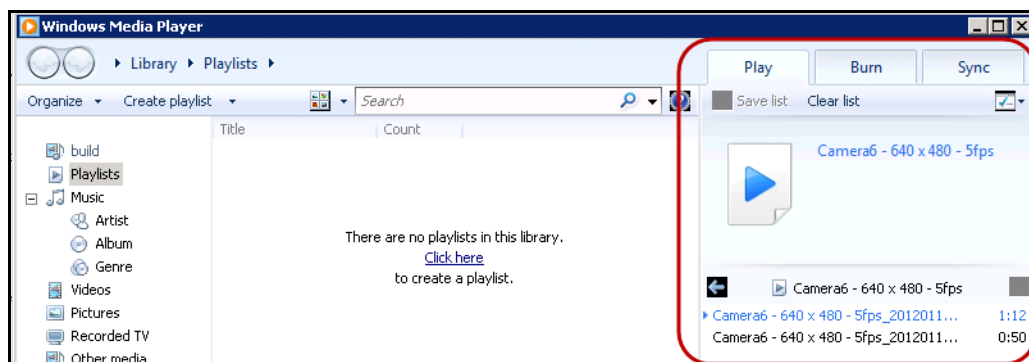 Windows Media Player
Library Playlists
Play Burn Sync
Organize Create playlist Search
Save list Clear list
Title Count
build
Playlists
Music
Artist
Album
Genre
Videos
Pictures
Recorded TV
Other media
There are no playlists in this library.
Click here
to create a playlist.
Camera6 - 640 x 480 - 5fps
Camera6 - 640 x 480 - 5fps
Camera6 - 640 x 480 - 5fps_2012011... 1:12
Camera6 - 640 x 480 - 5fps_2012011... 0:50